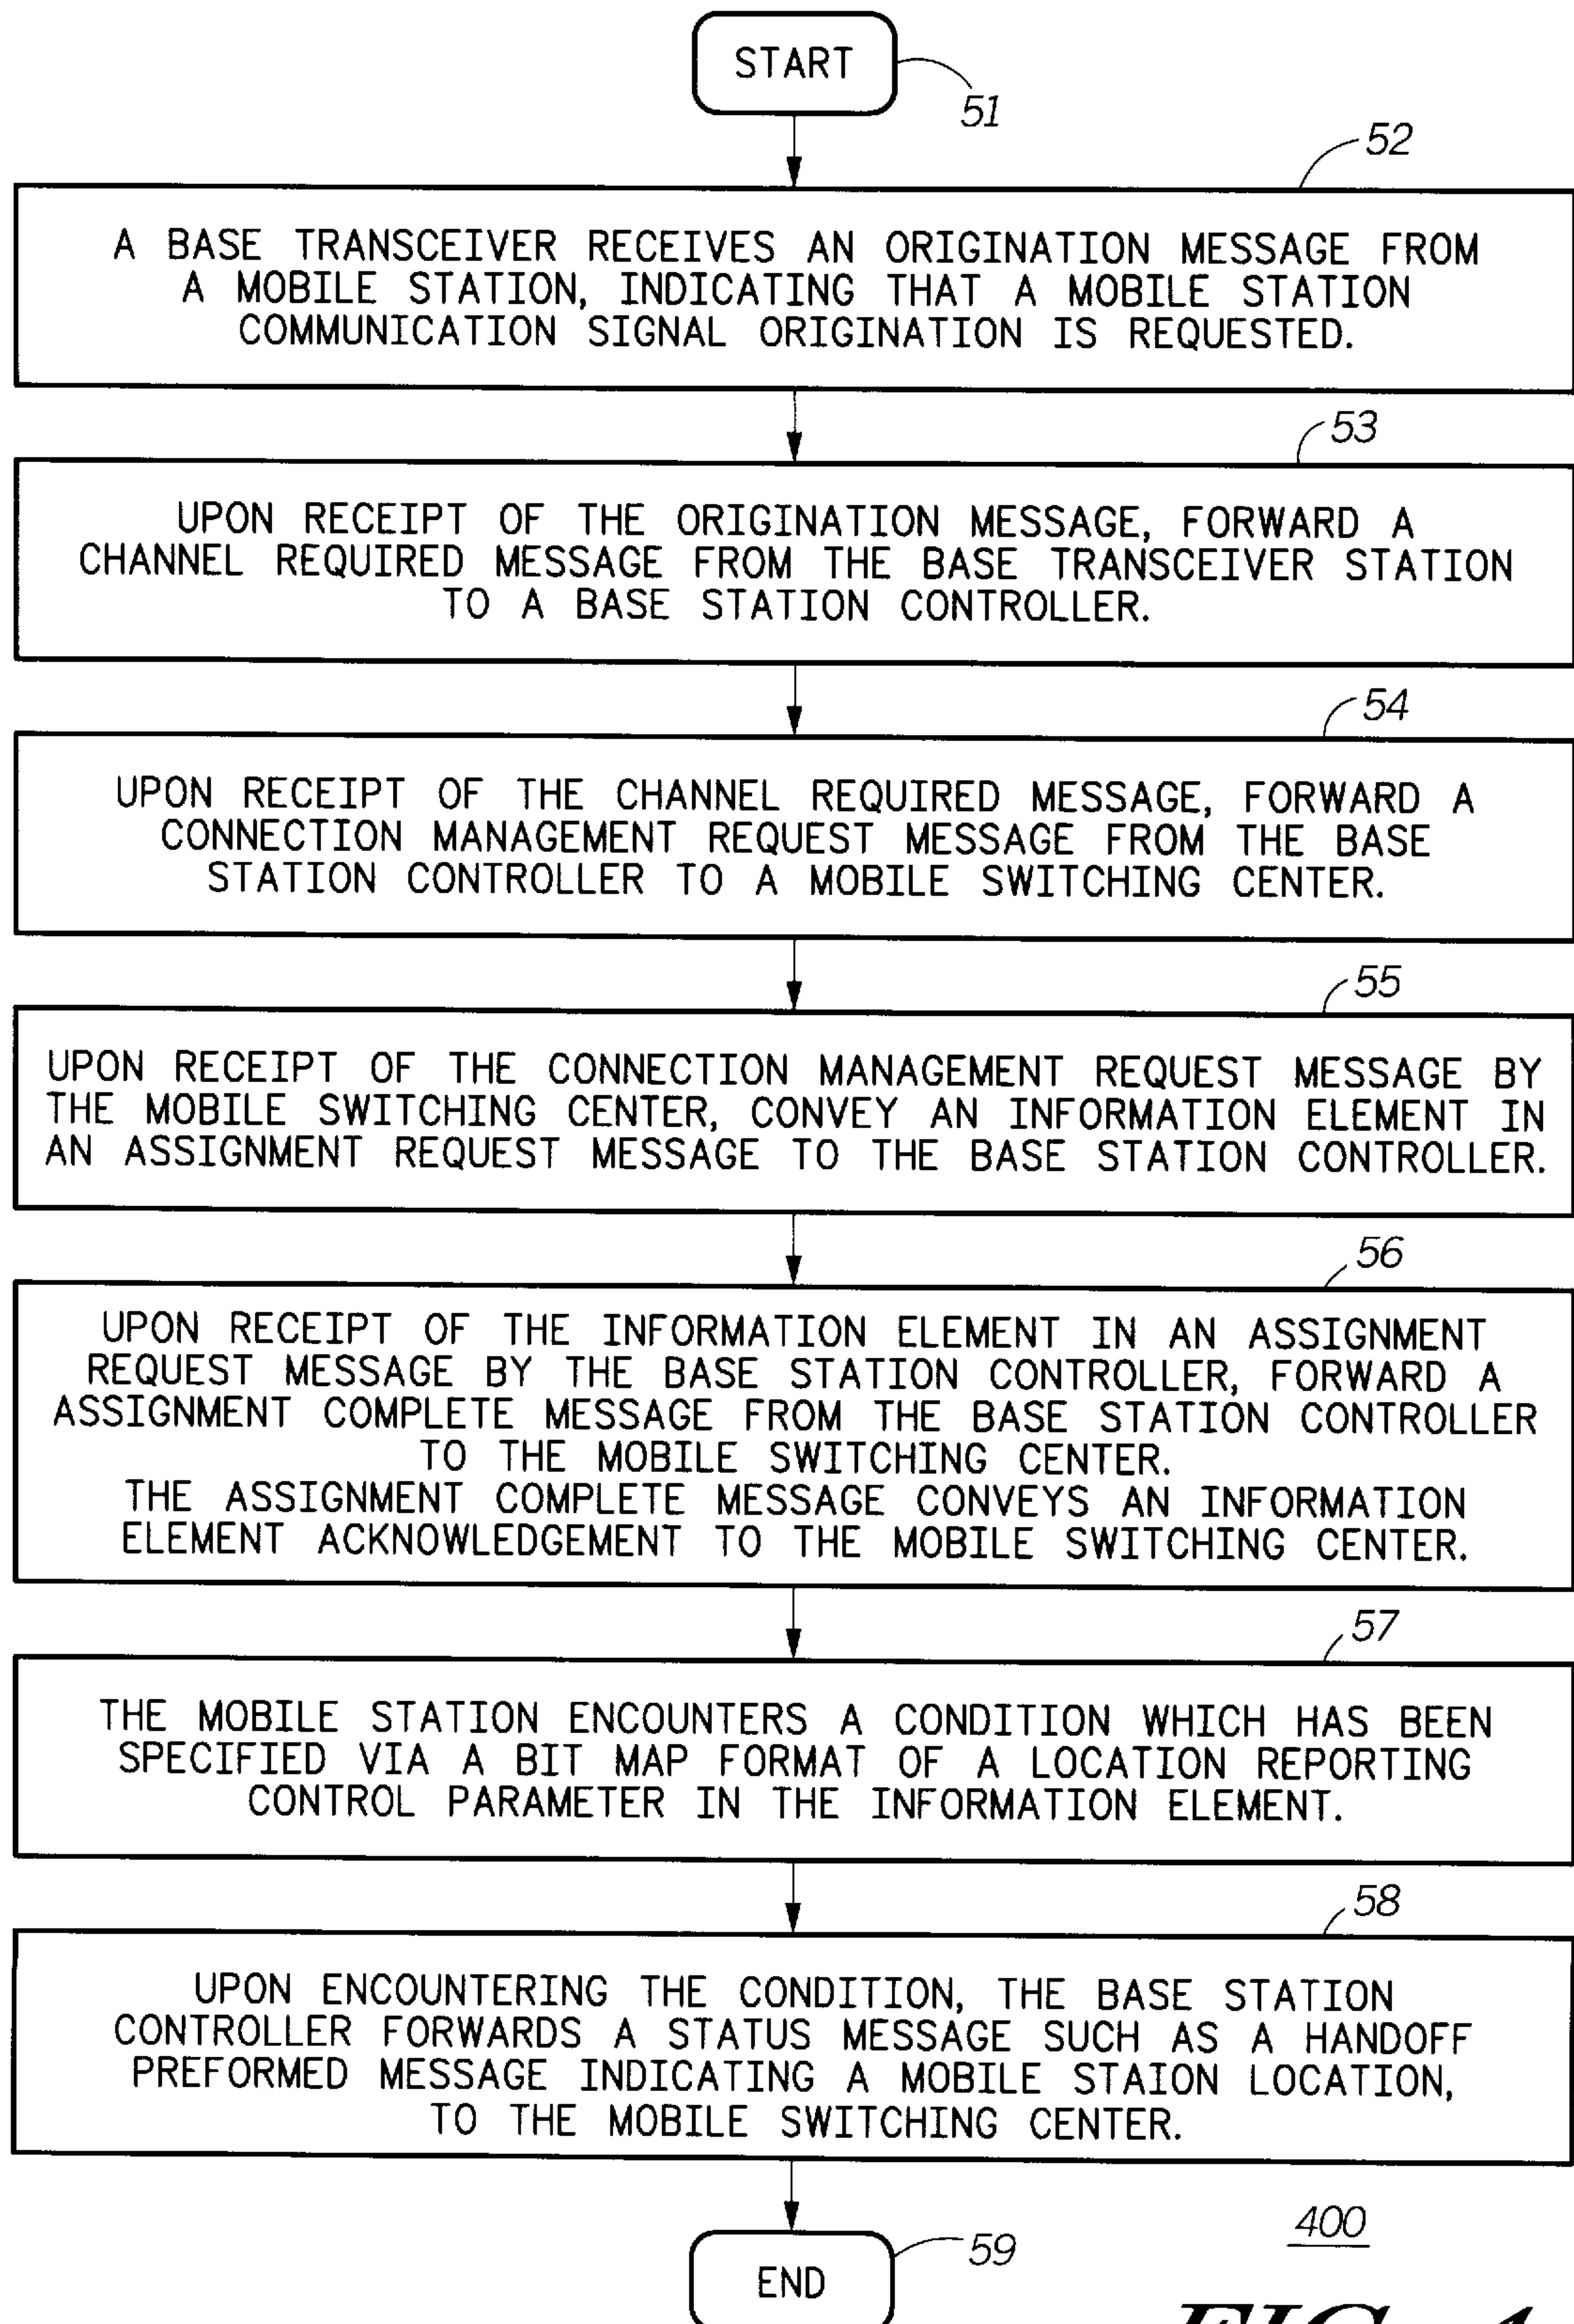 START
51
52
A BASE TRANSCEIVER RECEIVES AN ORIGINATION MESSAGE FROM
A MOBILE STATION, INDICATING THAT A MOBILE STATION
COMMUNICATION SIGNAL ORIGINATION IS REQUESTED.
53
UPON RECEIPT OF THE ORIGINATION MESSAGE, FORWARD A
CHANNEL REQUIRED MESSAGE FROM THE BASE TRANSCEIVER STATION
TO A BASE STATION CONTROLLER.
54
UPON RECEIPT OF THE CHANNEL REQUIRED MESSAGE, FORWARD A
CONNECTION MANAGEMENT REQUEST MESSAGE FROM THE BASE
STATION CONTROLLER TO A MOBILE SWITCHING CENTER.
55
UPON RECEIPT OF THE CONNECTION MANAGEMENT REQUEST MESSAGE BY
THE MOBILE SWITCHING CENTER, CONVEY AN INFORMATION ELEMENT IN
AN ASSIGNMENT REQUEST MESSAGE TO THE BASE STATION CONTROLLER.
56
UPON RECEIPT OF THE INFORMATION ELEMENT IN AN ASSIGNMENT
REQUEST MESSAGE BY THE BASE STATION CONTROLLER, FORWARD A
ASSIGNMENT COMPLETE MESSAGE FROM THE BASE STATION CONTROLLER
TO THE MOBILE SWITCHING CENTER.
THE ASSIGNMENT COMPLETE MESSAGE CONVEYS AN INFORMATION
ELEMENT ACKNOWLEDGEMENT TO THE MOBILE SWITCHING CENTER.
57
THE MOBILE STATION ENCOUNTERS A CONDITION WHICH HAS BEEN
SPECIFIED VIA A BIT MAP FORMAT OF A LOCATION REPORTING
CONTROL PARAMETER IN THE INFORMATION ELEMENT.
58
UPON ENCOUNTERING THE CONDITION, THE BASE STATION
CONTROLLER FORWARDS A STATUS MESSAGE SUCH AS A HANDOFF
PREFORMED MESSAGE INDICATING A MOBILE STAION LOCATION,
TO THE MOBILE SWITCHING CENTER.
400
59
END